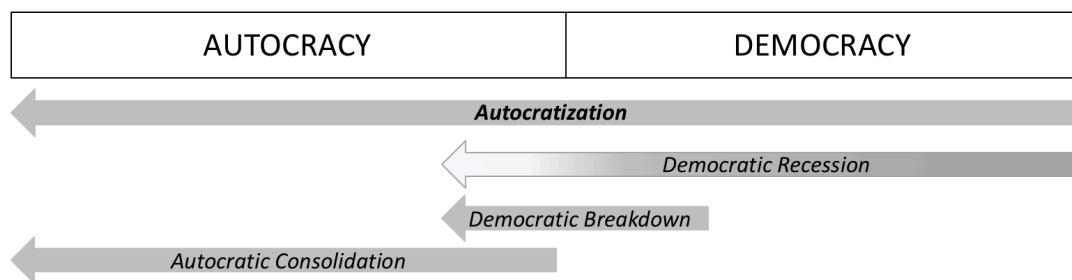 AUTOCRACY
DEMOCRACY
Autocratization
Democratic Recession
Democratic Breakdown
Autocratic Consolidation